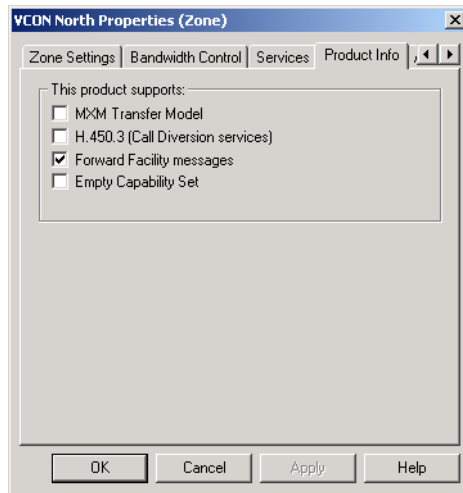 VCON North Properties (Zone)
Zone Settings Bandwidth Control Services Product Info
This product supports:
MXM Transfer Model
H.450.3 (Call Diversion services)
Forward Facility messages
Empty Capability Set
OK Cancel Apply Help